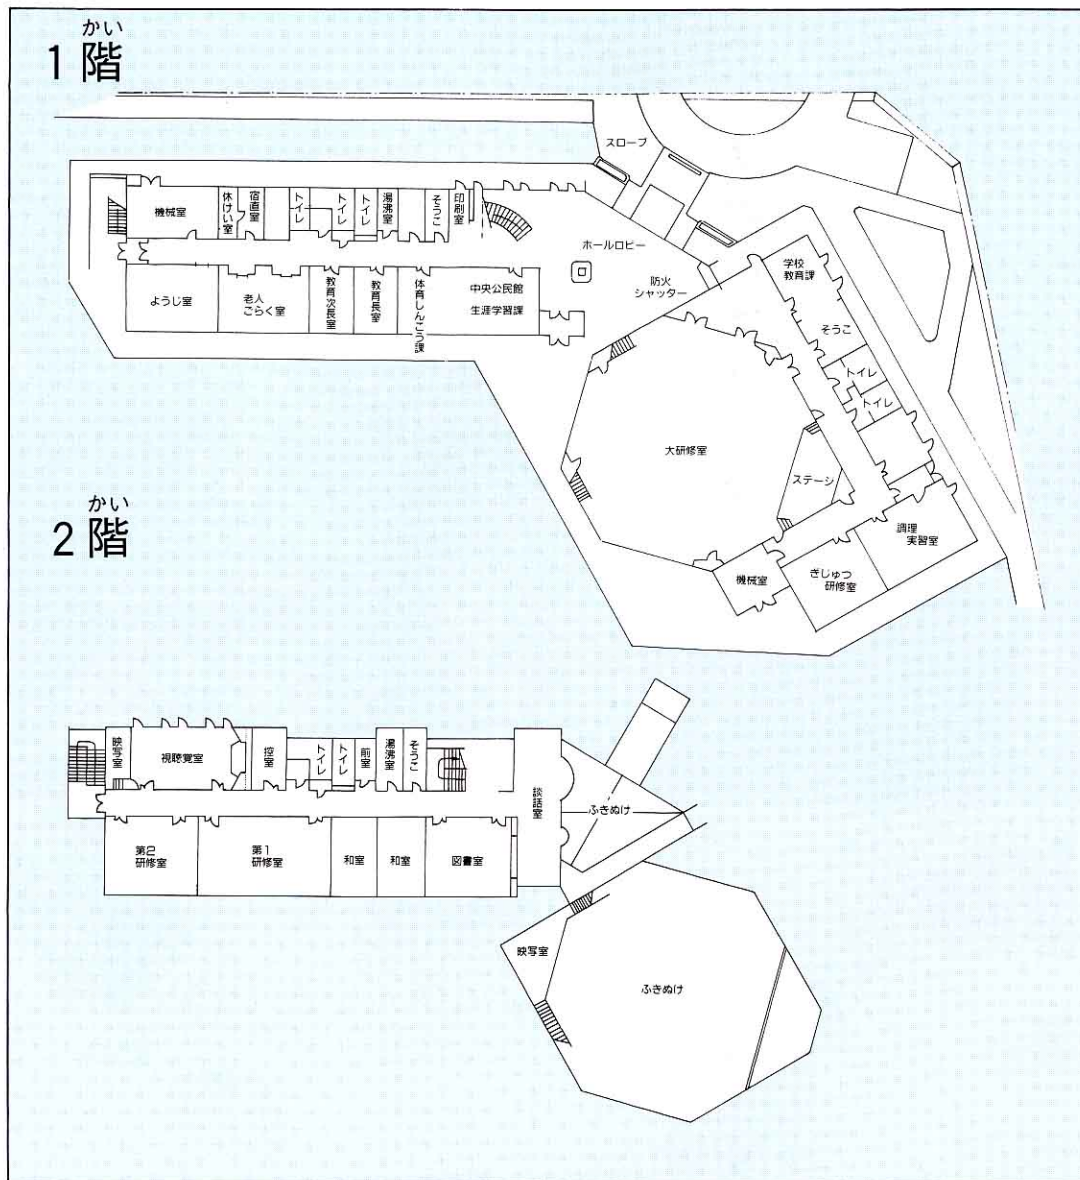 かい
1階
スロープ
機械室
休けい室
宿直室
トイレ
トイレ
トイレ
湯沸室
そうこ
印刷室
ホールロビー
防火
シャッター
学校
教育課
そうこ
トイレ
トイレ
ようじ室
老人
ごらく室
教育次長室
教育長室
体育しんこう課
中央公民館
生涯学習課
大研修室
ステージ
調理
実習室
ぎじゅつ
研修室
機械室
かい
2階
映写室
視聴覚室
控室
トイレ
トイレ
前室
湯沸室
そうこ
談話室
ふきぬけ
第2
研修室
第1
研修室
和室
和室
図書室
映写室
ふきぬけ